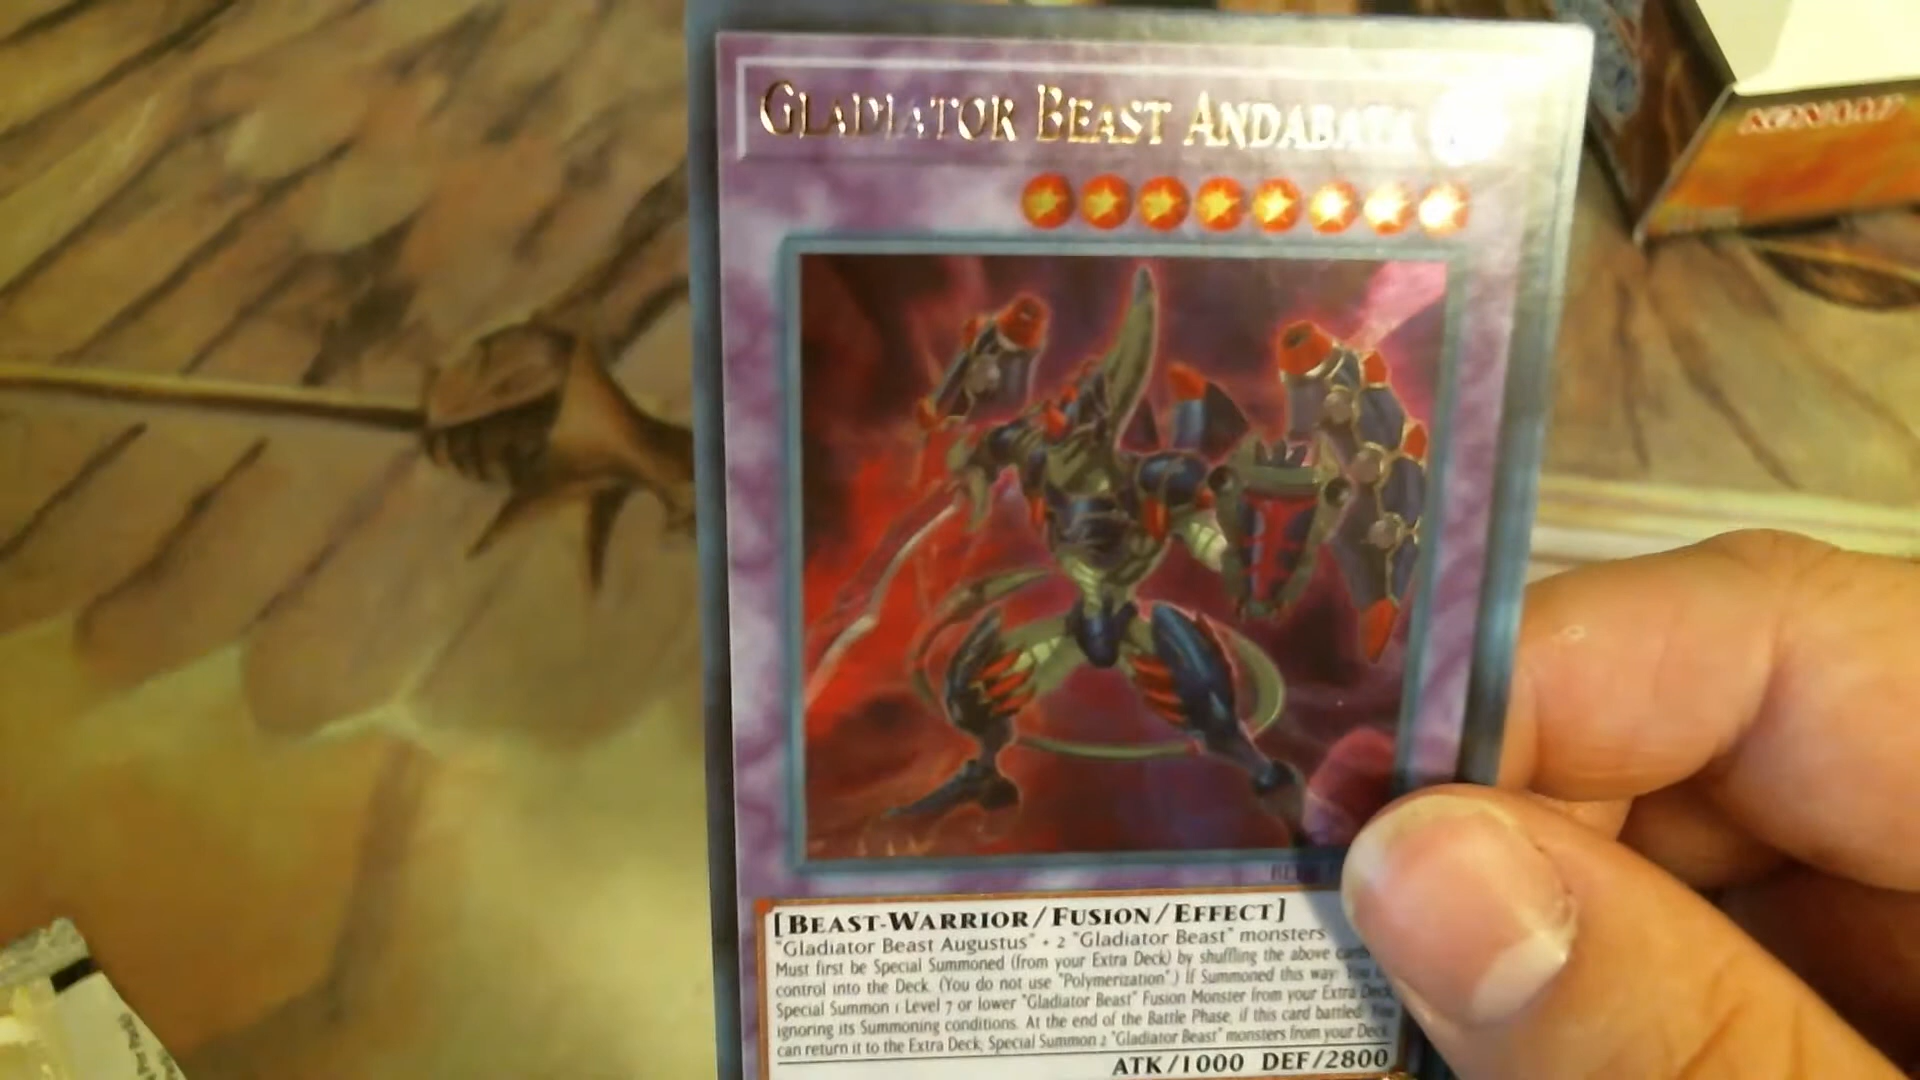 GLADIATOR BEAST ANDABATA
KONAMI
[BEAST-WARRIOR/FUSION/EFFECT]
"Gladiator Beast Augustus" + 2 "Gladiator Beast" monsters
Must first be Special Summoned (from your Extra Deck) by shuffling the above cards
control into the Deck. (You do not use "Polymerization".) If Summoned this way: You
Special Summon 1 Level 7 or lower "Gladiator Beast" Fusion Monster from your Extra Deck,
ignoring its Summoning conditions. At the end of the Battle Phase, if this card battled: You
can return it to the Extra Deck; Special Summon 2 "Gladiator Beast" monsters from your Deck.
ATK/1000 DEF/2800